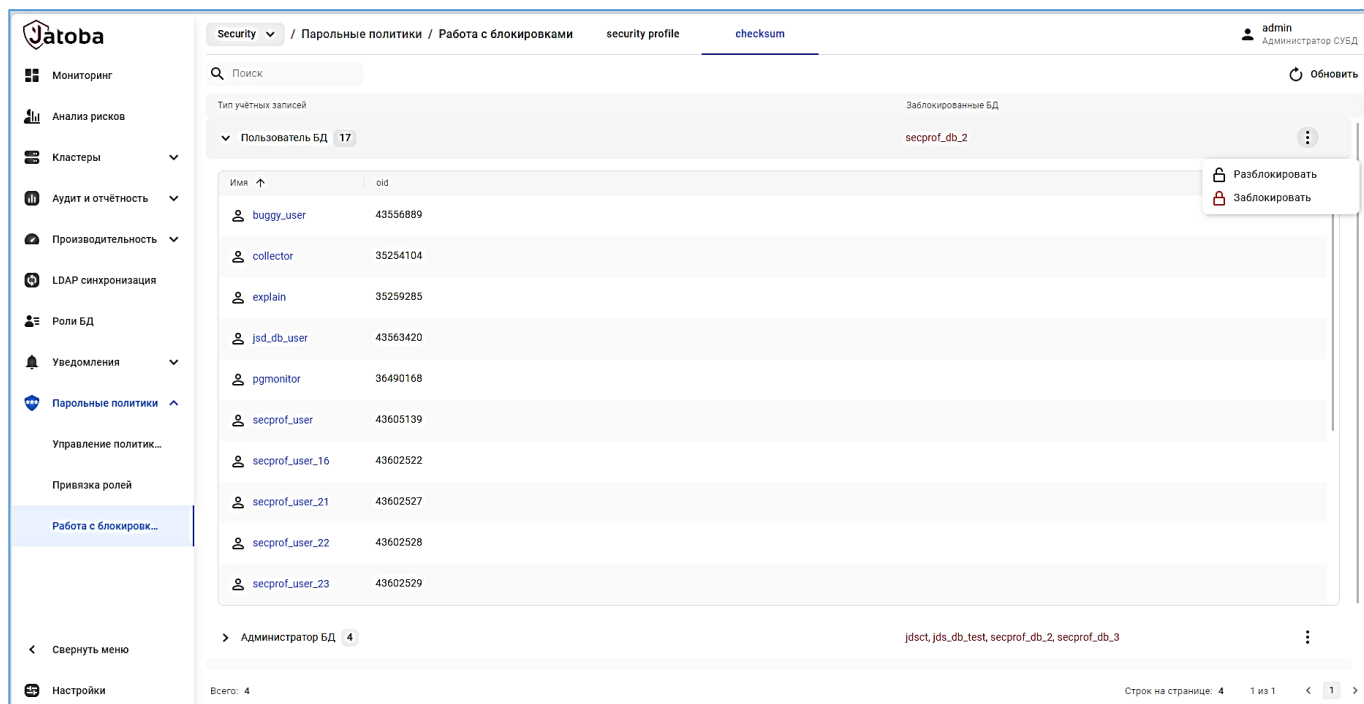 Jatoba
Security / Парольные политики / Работа с блокировками security profile checksum
admin
Администратор СУБД
Мониторинг
Анализ рисков
Кластеры
Аудит и отчётность
Производительность
LDAP синхронизация
Роли БД
Уведомления
Парольные политики
Управление политик...
Привязка ролей
Работа с блокировк...
Свернуть меню
Настройки
Поиск
Обновить
Тип учётных записей Заблокированные БД
Пользователь БД 17 secprof_db_2
Разблокировать
Заблокировать
Имя oid
buggy_user 43556889
collector 35254104
explain 35259285
jsd_db_user 43563420
pgmonitor 36490168
secprof_user 43605139
secprof_user_16 43602522
secprof_user_21 43602527
secprof_user_22 43602528
secprof_user_23 43602529
Администратор БД 4 jdsct, jds_db_test, secprof_db_2, secprof_db_3
Всего: 4 Строк на странице: 4 1 из 1 1